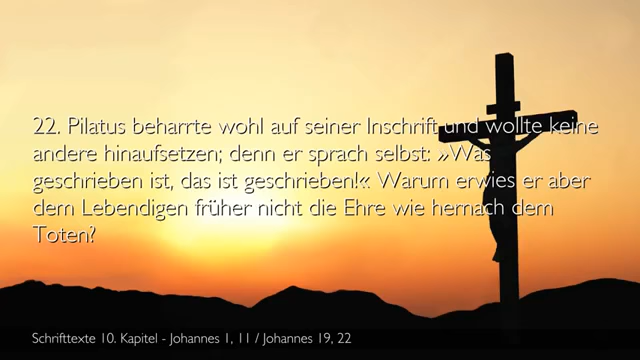 22. Pilatus beharrte wohl auf seiner Inschrift und wollte keine
andere hinaufsetzen; denn er sprach selbst: »Was
geschrieben ist, das ist geschrieben!« Warum erwies er aber
dem Lebendigen früher nicht die Ehre wie hernach dem
Toten?
Schrifttexte 10. Kapitel - Johannes 1, 11 / Johannes 19, 22